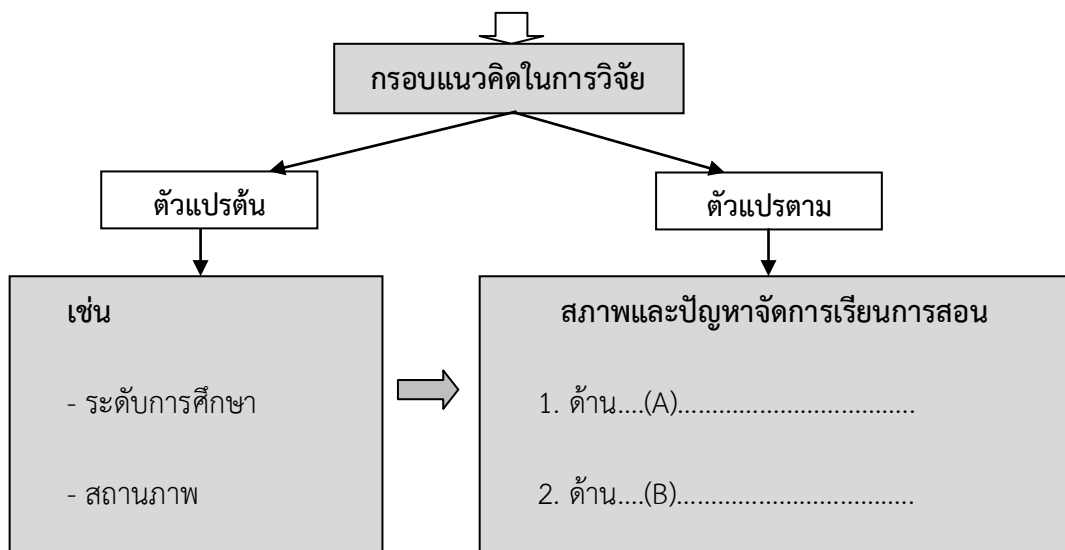 กรอบแนวคิดในการวิจัย
ตัวแปรต้น
ตัวแปรตาม
เช่น
- ระดับการศึกษา
- สถานภาพ
สภาพและปัญหาจัดการเรียนการสอน
1. ด้าน....(A)...................................
2. ด้าน....(B)...................................